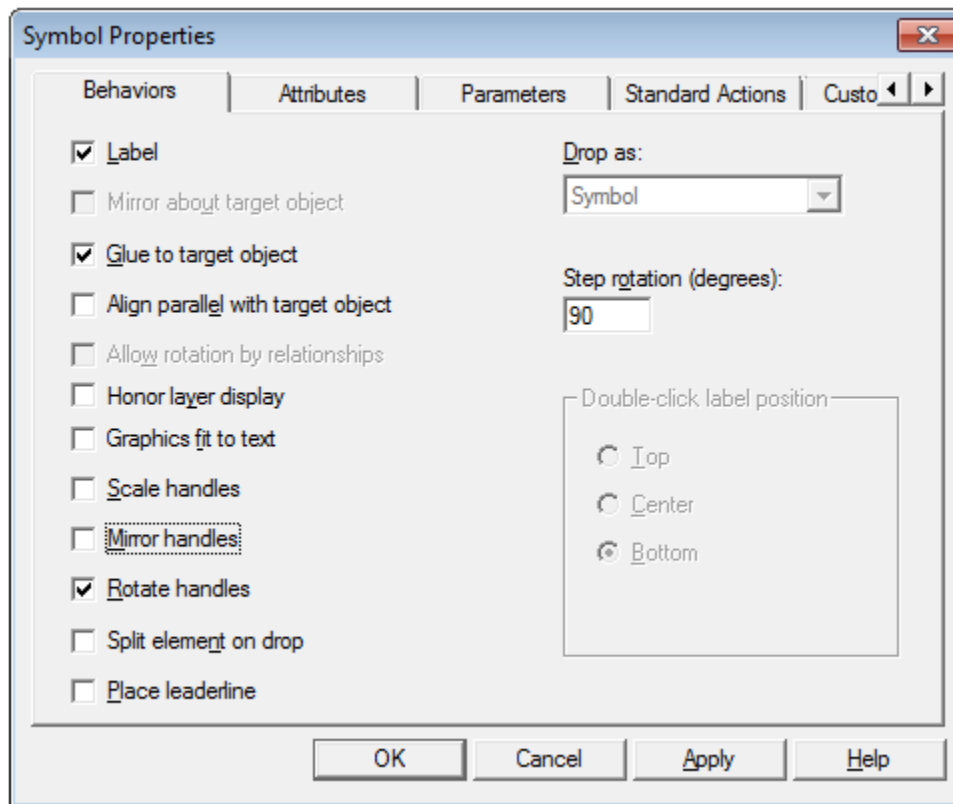 Symbol Properties
Behaviors Attributes Parameters Standard Actions Custo
Label
Mirror about target object
Glue to target object
Align parallel with target object
Allow rotation by relationships
Honor layer display
Graphics fit to text
Scale handles
Mirror handles
Rotate handles
Split element on drop
Place leaderline
Drop as:
Symbol
Step rotation (degrees):
90
Double-click label position
Top
Center
Bottom
OK Cancel Apply Help